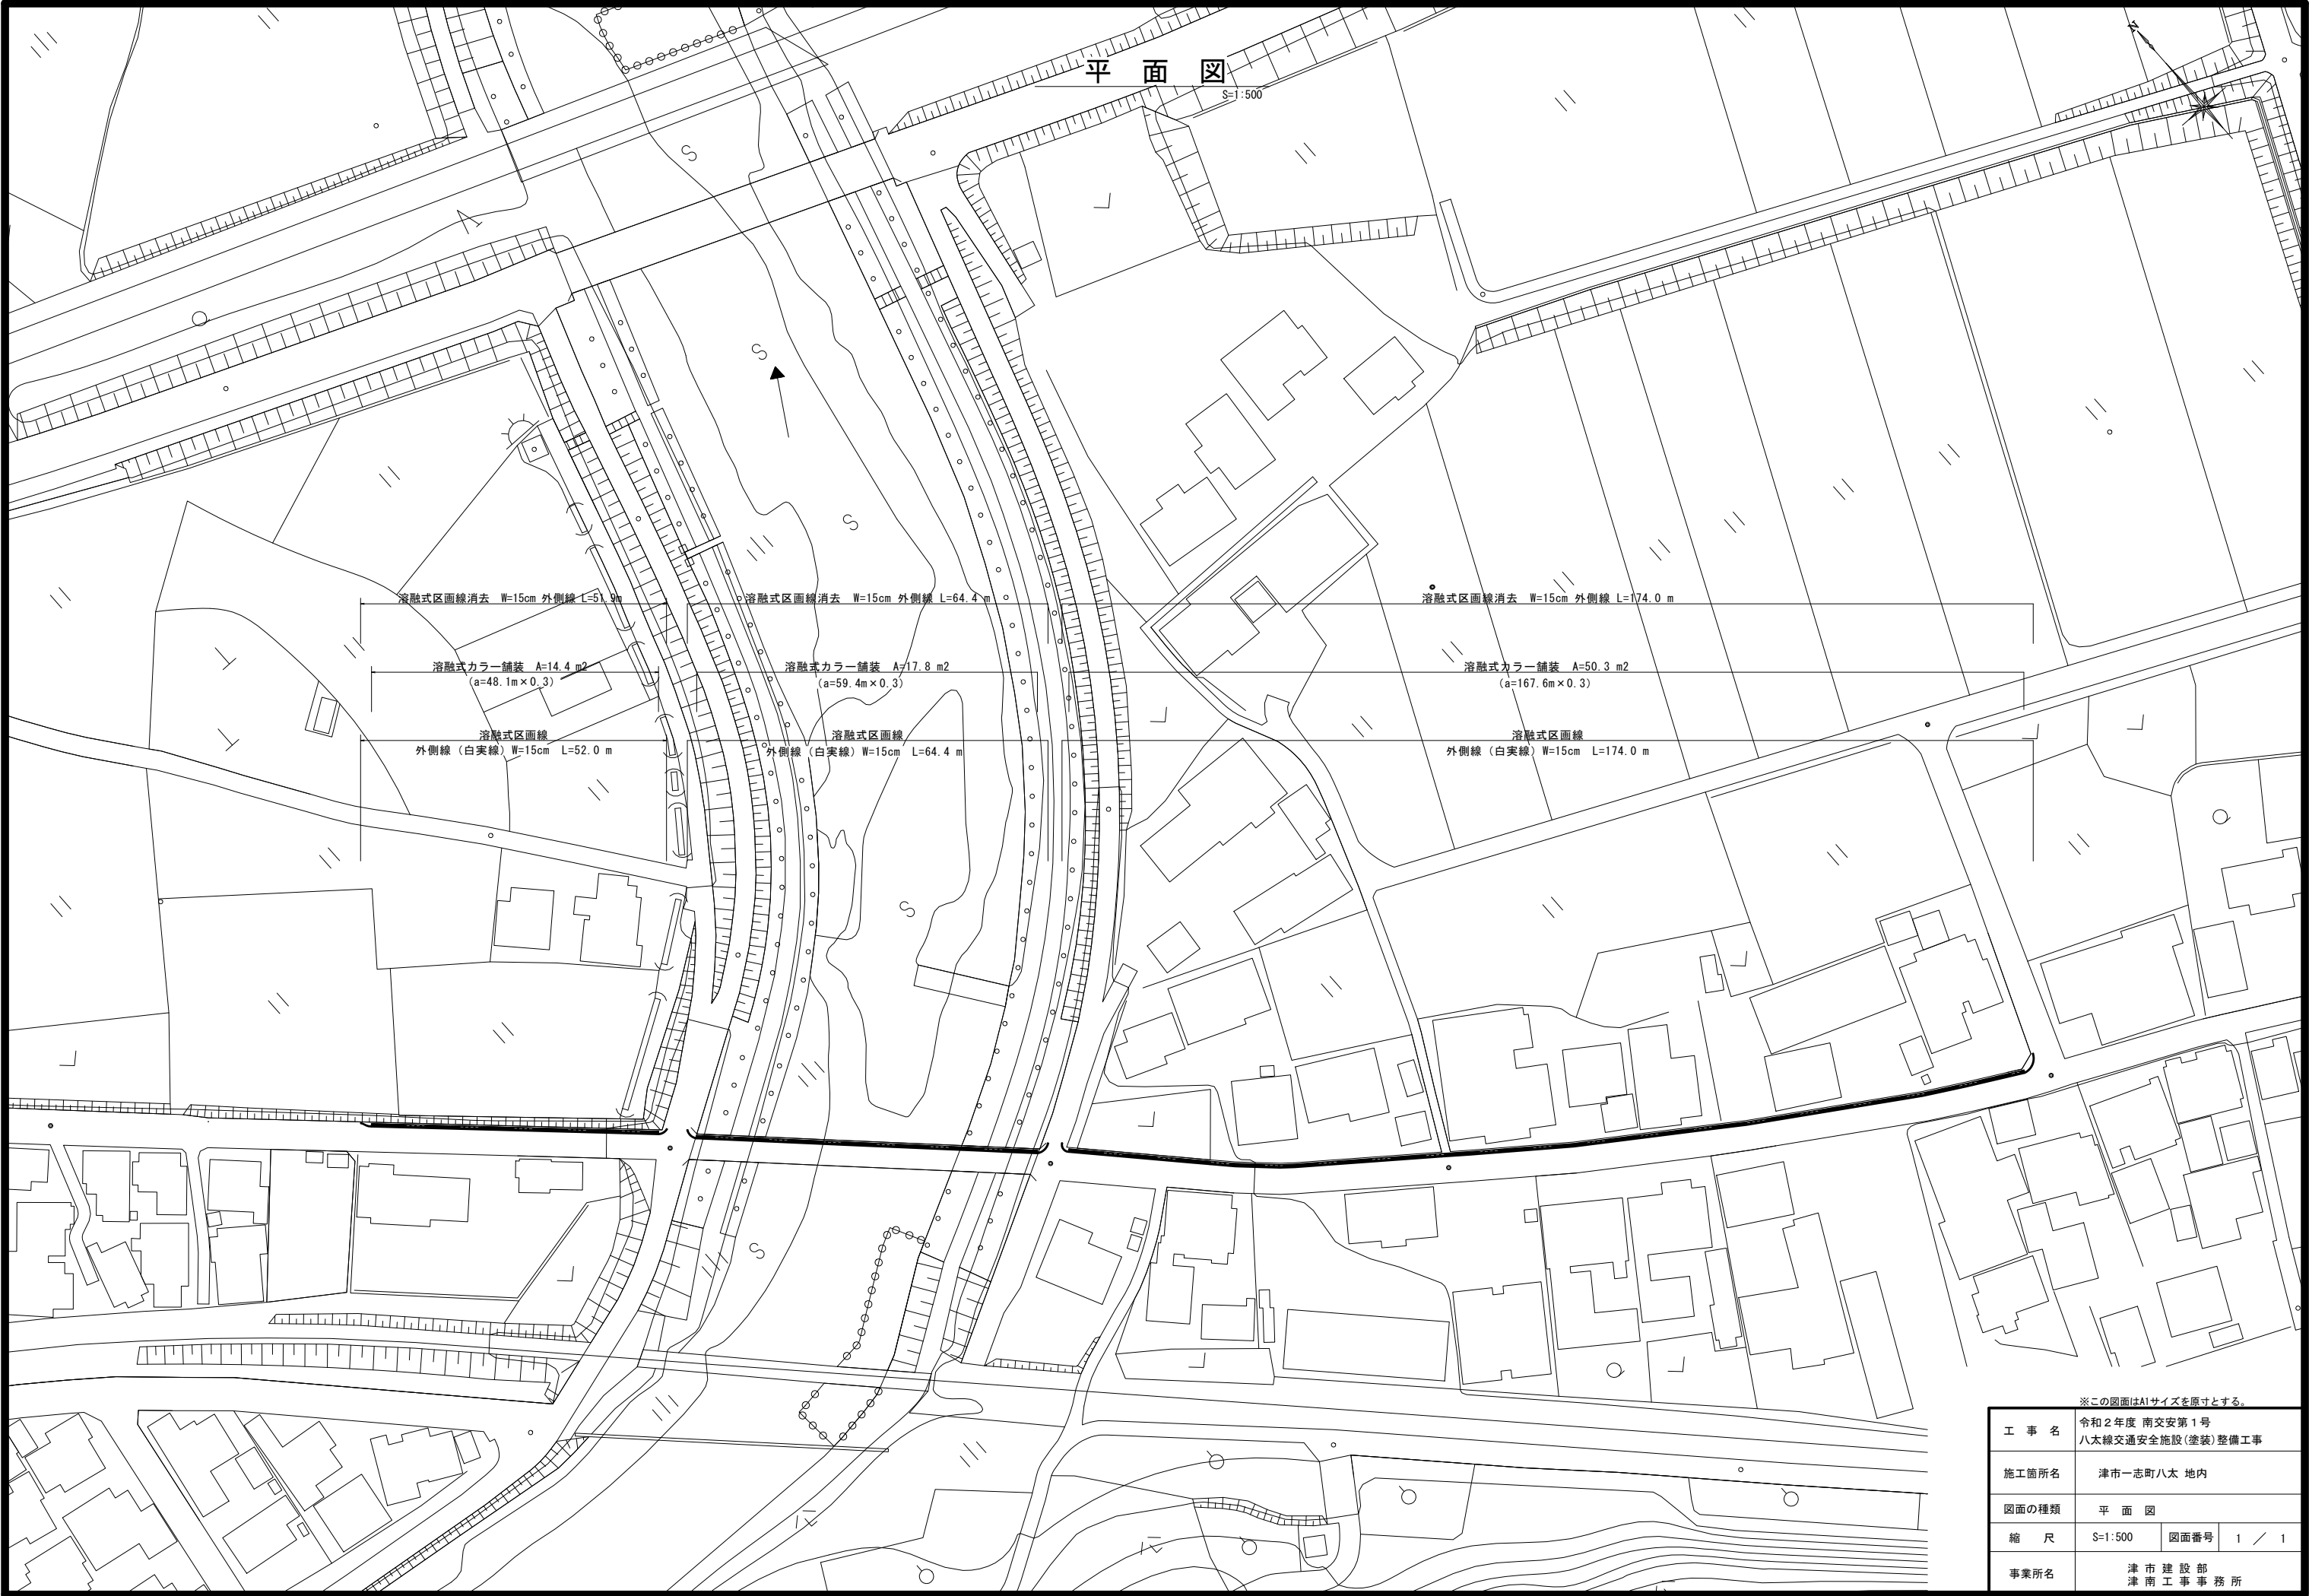 平 面 図
S=1:500
N
溶融式区画線消去 W=15cm 外側線 L=51.9m
溶融式区画線消去 W=15cm 外側線 L=64.4 m
溶融式区画線消去 W=15cm 外側線 L=174.0 m
溶融式カラー舗装 A=14.4 m2
(a=48.1m×0.3)
溶融式カラー舗装 A=17.8 m2
(a=59.4m×0.3)
溶融式カラー舗装 A=50.3 m2
(a=167.6m×0.3)
溶融式区画線
外側線（白実線）W=15cm L=52.0 m
溶融式区画線
外側線（白実線）W=15cm L=64.4 m
溶融式区画線
外側線（白実線）W=15cm L=174.0 m
※この図面はA1サイズを原寸とする。
工 事 名
令和２年度 南交安第１号
八太線交通安全施設(塗装)整備工事
施工箇所名
津市一志町八太 地内
図面の種類
平 面 図
縮 尺
S=1:500
図面番号
1 ／ 1
事業所名
津 市 建 設 部
津 南 工 事 事 務 所